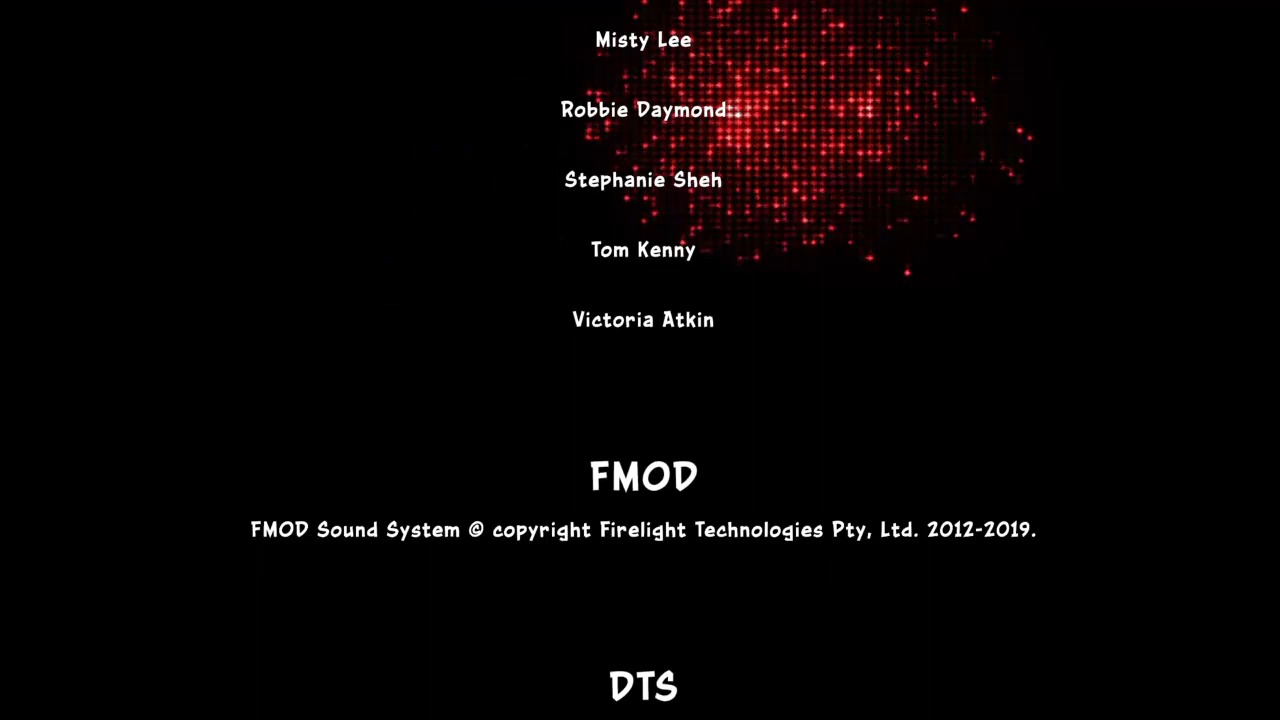 Misty Lee
Robbie Daymond
Stephanie Sheh
Tom Kenny
Victoria Atkin
FMOD
FMOD Sound System © copyright Firelight Technologies Pty, Ltd. 2012-2019.
DTS